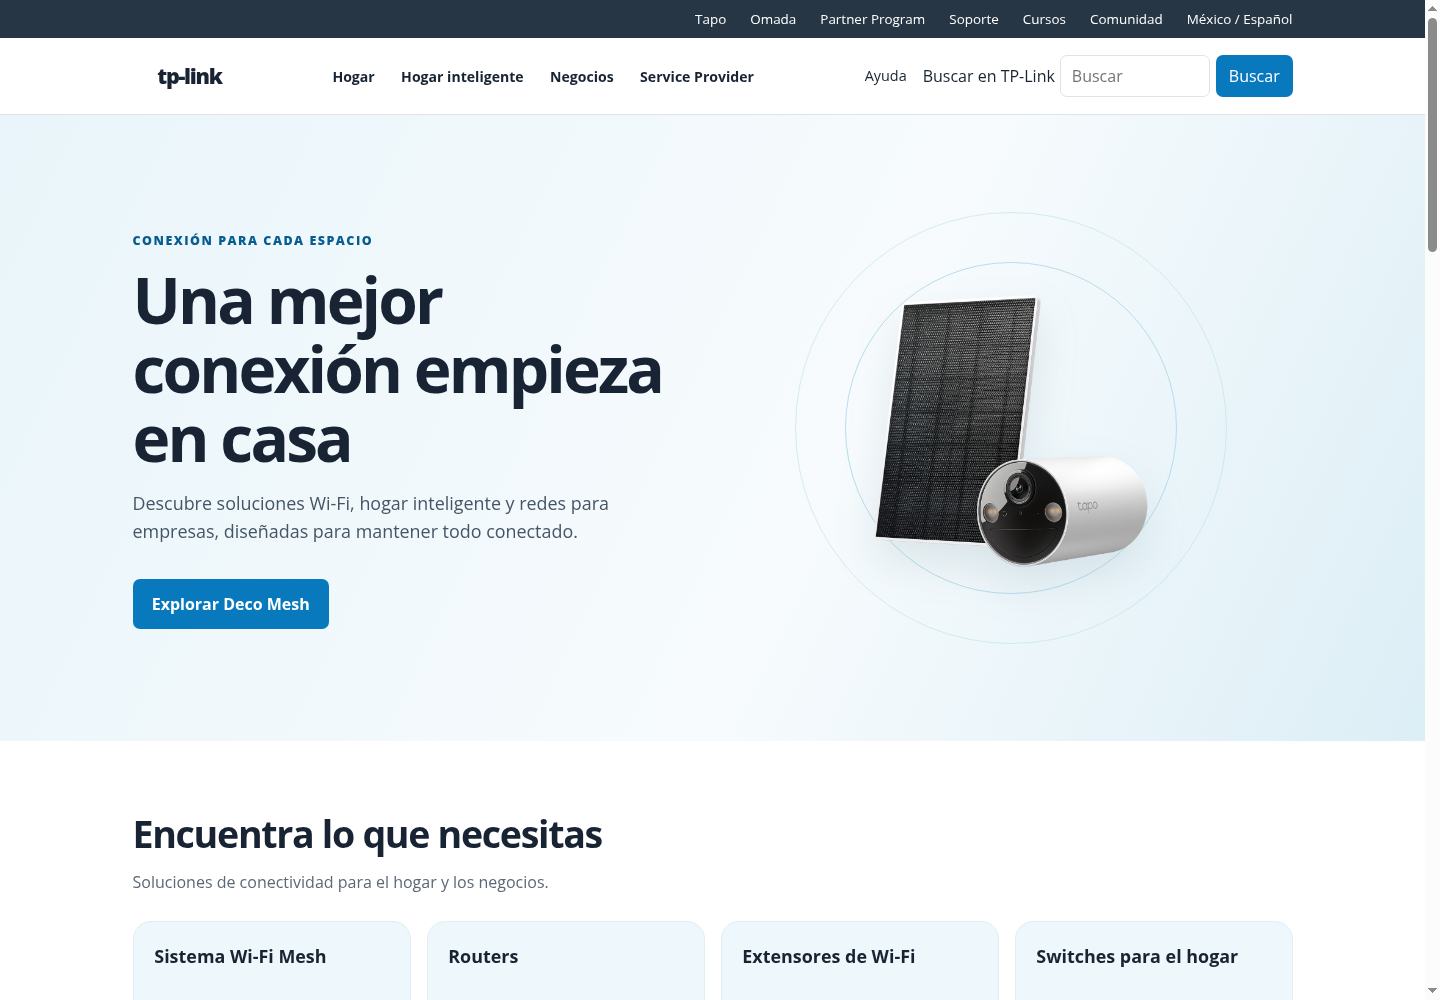 Tapo Omada Partner Program Soporte Cursos Comunidad México / Español
tp-link Hogar Hogar inteligente Negocios Service Provider Ayuda Buscar en TP-Link Buscar Buscar
CONEXIÓN PARA CADA ESPACIO
Una mejor
conexión empieza
en casa
Descubre soluciones Wi-Fi, hogar inteligente y redes para
empresas, diseñadas para mantener todo conectado.
Explorar Deco Mesh
tapo
Encuentra lo que necesitas
Soluciones de conectividad para el hogar y los negocios.
Sistema Wi-Fi Mesh Routers Extensores de Wi-Fi Switches para el hogar